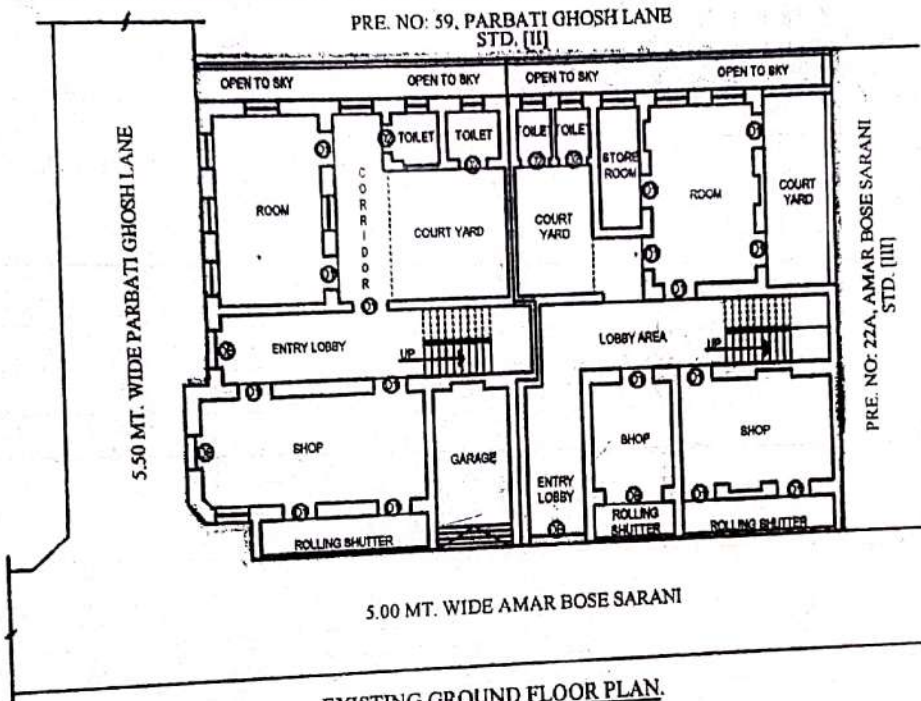 PRE. NO: 59, PARBATI GHOSH LANE
STD. [II]
OPEN TO SKY
OPEN TO SKY
OPEN TO SKY
OPEN TO SKY
5.50 MT. WIDE PARBATI GHOSH LANE
ROOM
CORRIDOR
TOILET
TOILET
TOILET
TOILET
STORE
ROOM
ROOM
COURT
YARD
COURT YARD
COURT
YARD
PRE. NO: 22A, AMAR BOSE SARANI
STD. [III]
ENTRY LOBBY
UP
LOBBY AREA
UP
SHOP
GARAGE
ENTRY
LOBBY
SHOP
SHOP
ROLLING SHUTTER
ROLLING
SHUTTER
ROLLING SHUTTER
5.00 MT. WIDE AMAR BOSE SARANI
EXISTING GROUND FLOOR PLAN.